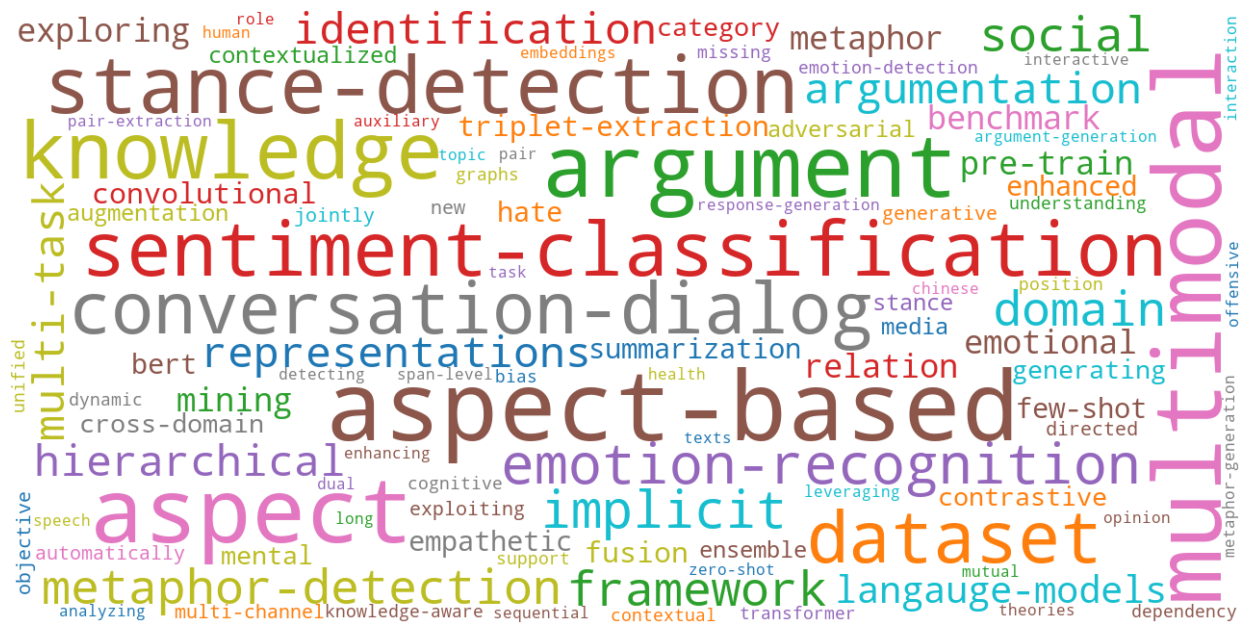 exploring
human
role
identification
category
metaphor
social
interaction
contextualized
embeddings
missing
interactive
stance-detection
emotion-detection
argumentation
multimodal
pair-extraction
auxiliary
triplet-extraction
adversarial
benchmark
argument-generation
knowledge
topic
pair
argument
pre-train
graphs
convolutional
enhanced
understanding
multi-task
augmentation
jointly
new
hate
response-generation
generative
sentiment-classification
task
offensive
conversation-dialog
chinese
position
stance
domain
media
unified
bert
representations
summarization
emotional
relation
generating
detecting
span-level
bias
health
aspect-based
dynamic
mining
few-shot
cross-domain
directed
texts
metaphor-generation
hierarchical
enhancing
emotion-recognition
aspect
dual
cognitive
leveraging
contrastive
objective
speech
long
exploiting
implicit
dataset
opinion
automatically
mental
empathetic
support
fusion
ensemble
zero-shot
metaphor-detection
framework
mutual
langauge-models
analyzing
multi-channel
knowledge-aware
sequential
contextual
transformer
theories
dependency